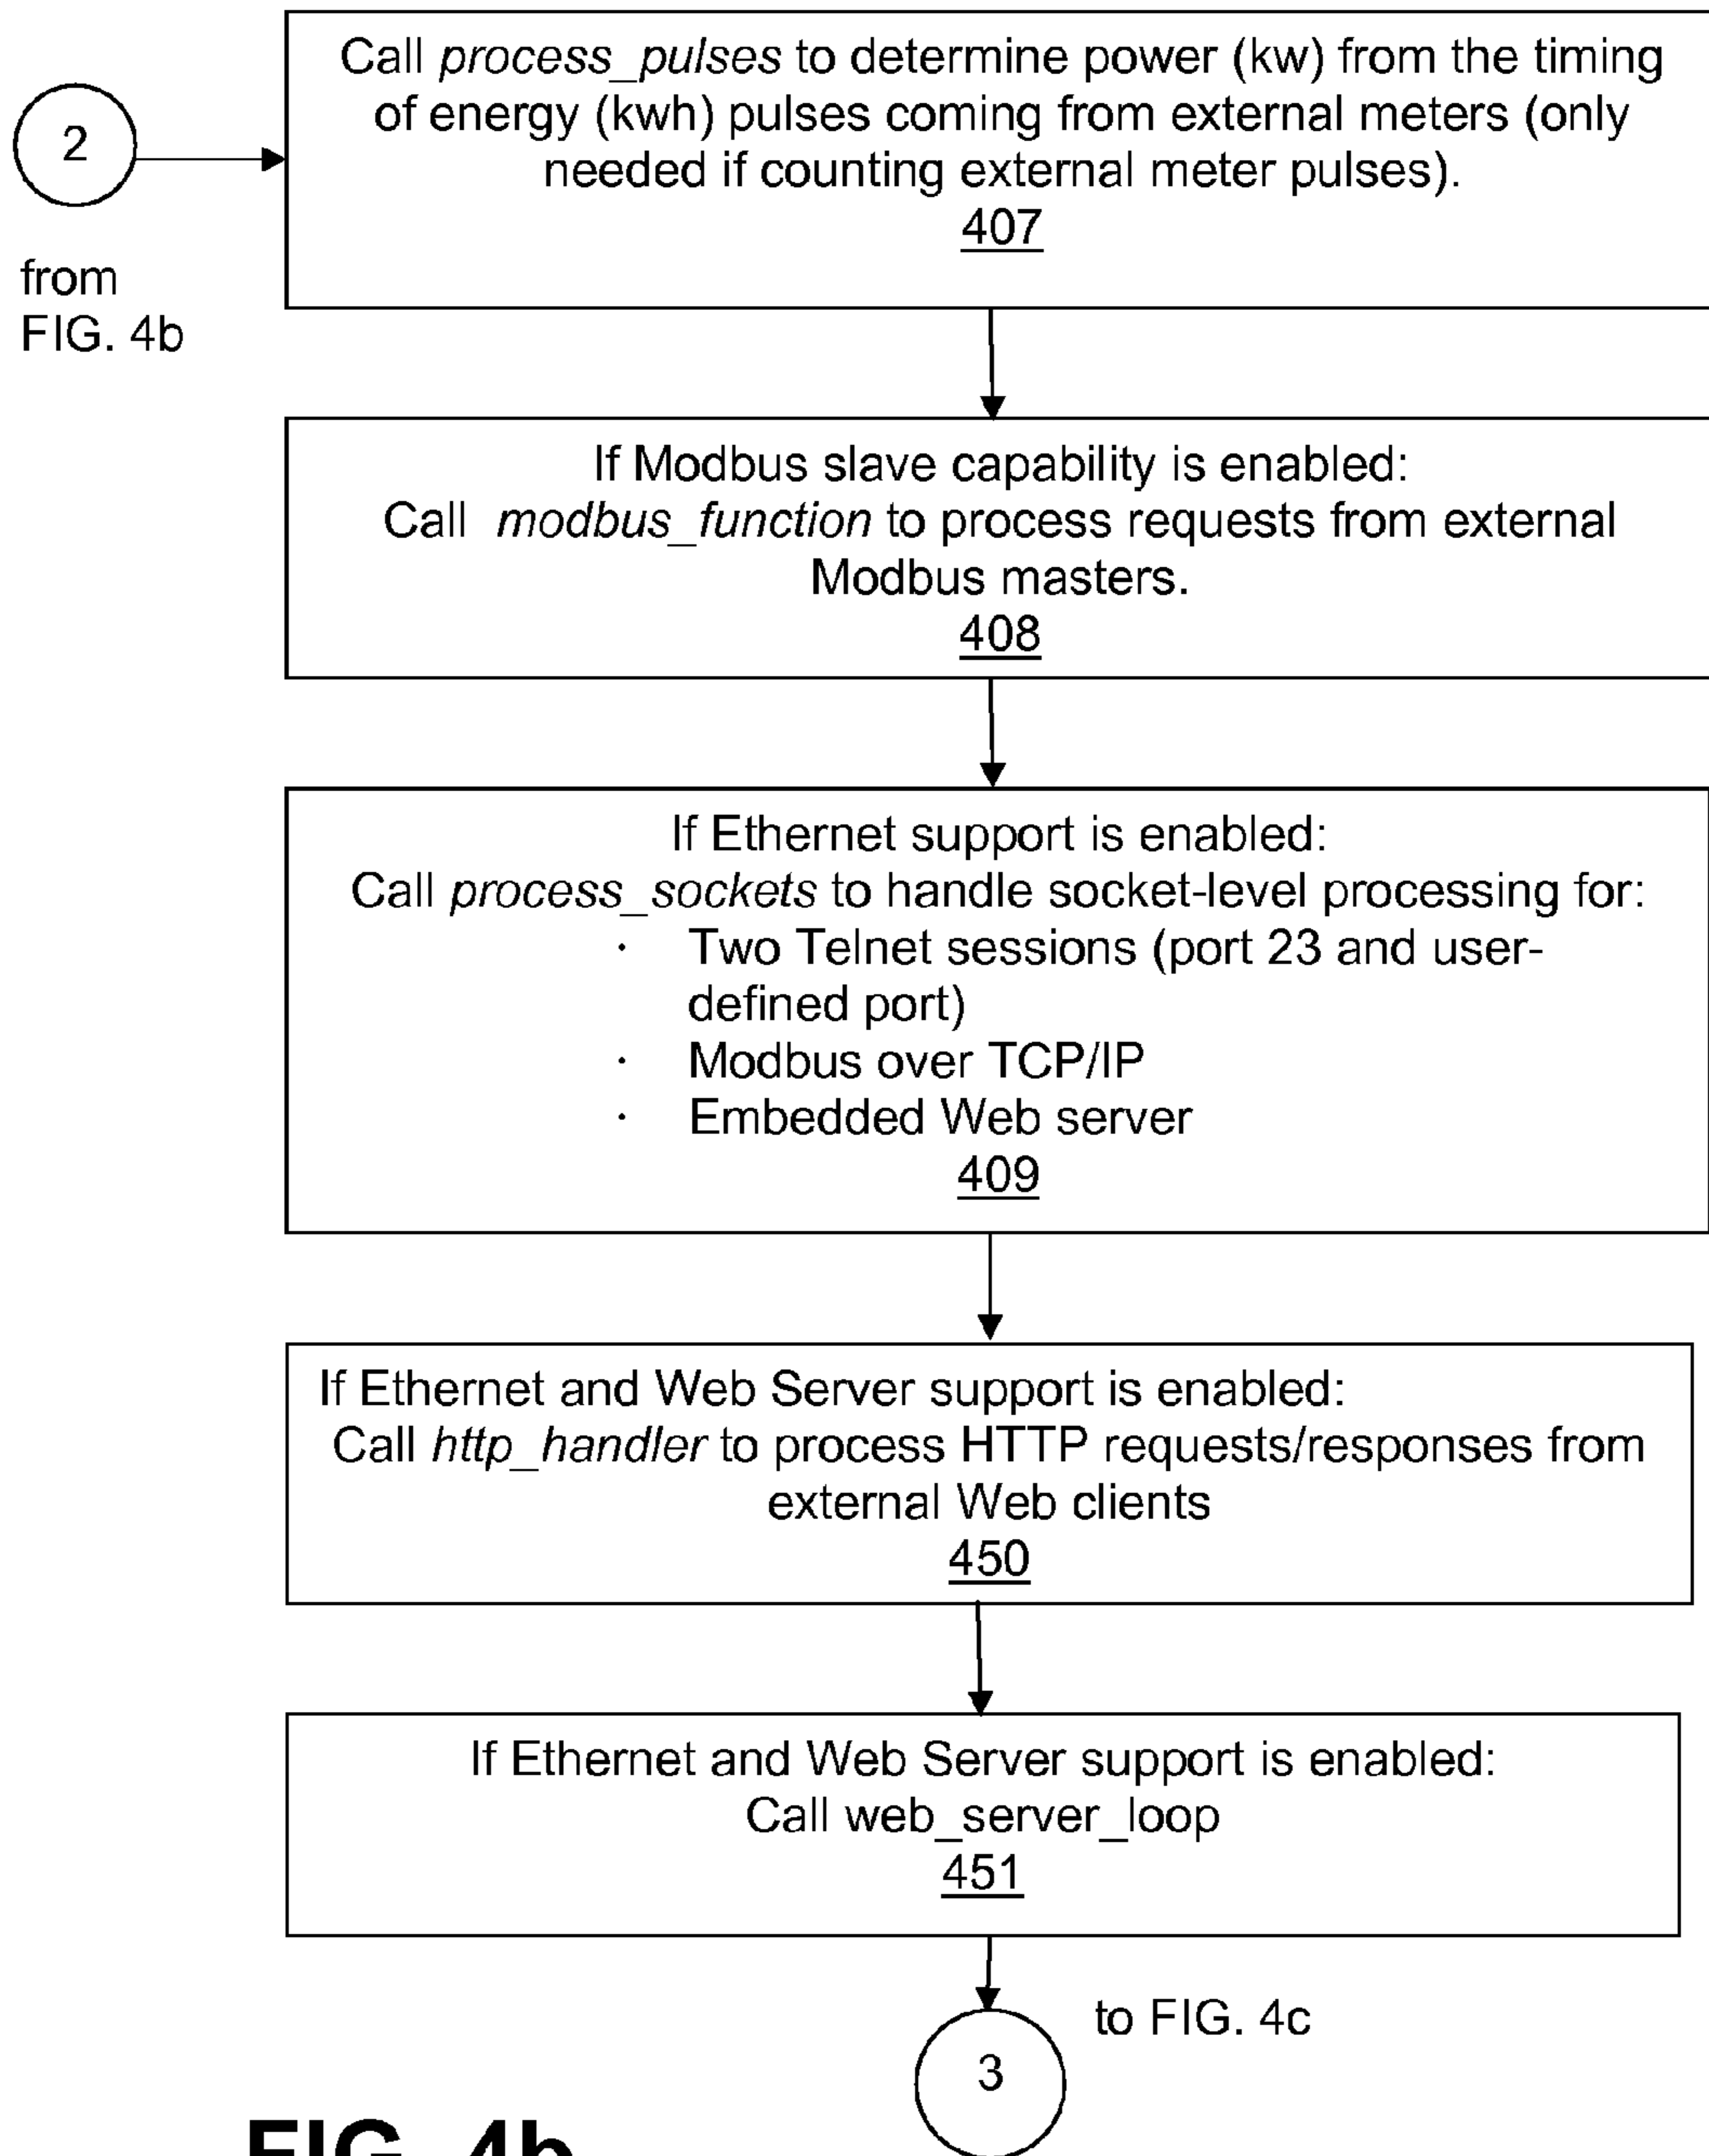 Call process_pulses to determine power (kw) from the timing
of energy (kwh) pulses coming from external meters (only
needed if counting external meter pulses).
407
2
from
FIG. 4b
If Modbus slave capability is enabled:
Call modbus_function to process requests from external
Modbus masters.
408
If Ethernet support is enabled:
Call process_sockets to handle socket-level processing for:
· Two Telnet sessions (port 23 and user-
defined port)
· Modbus over TCP/IP
· Embedded Web server
409
If Ethernet and Web Server support is enabled:
Call http_handler to process HTTP requests/responses from
external Web clients
450
If Ethernet and Web Server support is enabled:
Call web_server_loop
451
to FIG. 4c
3
FIG. 4b